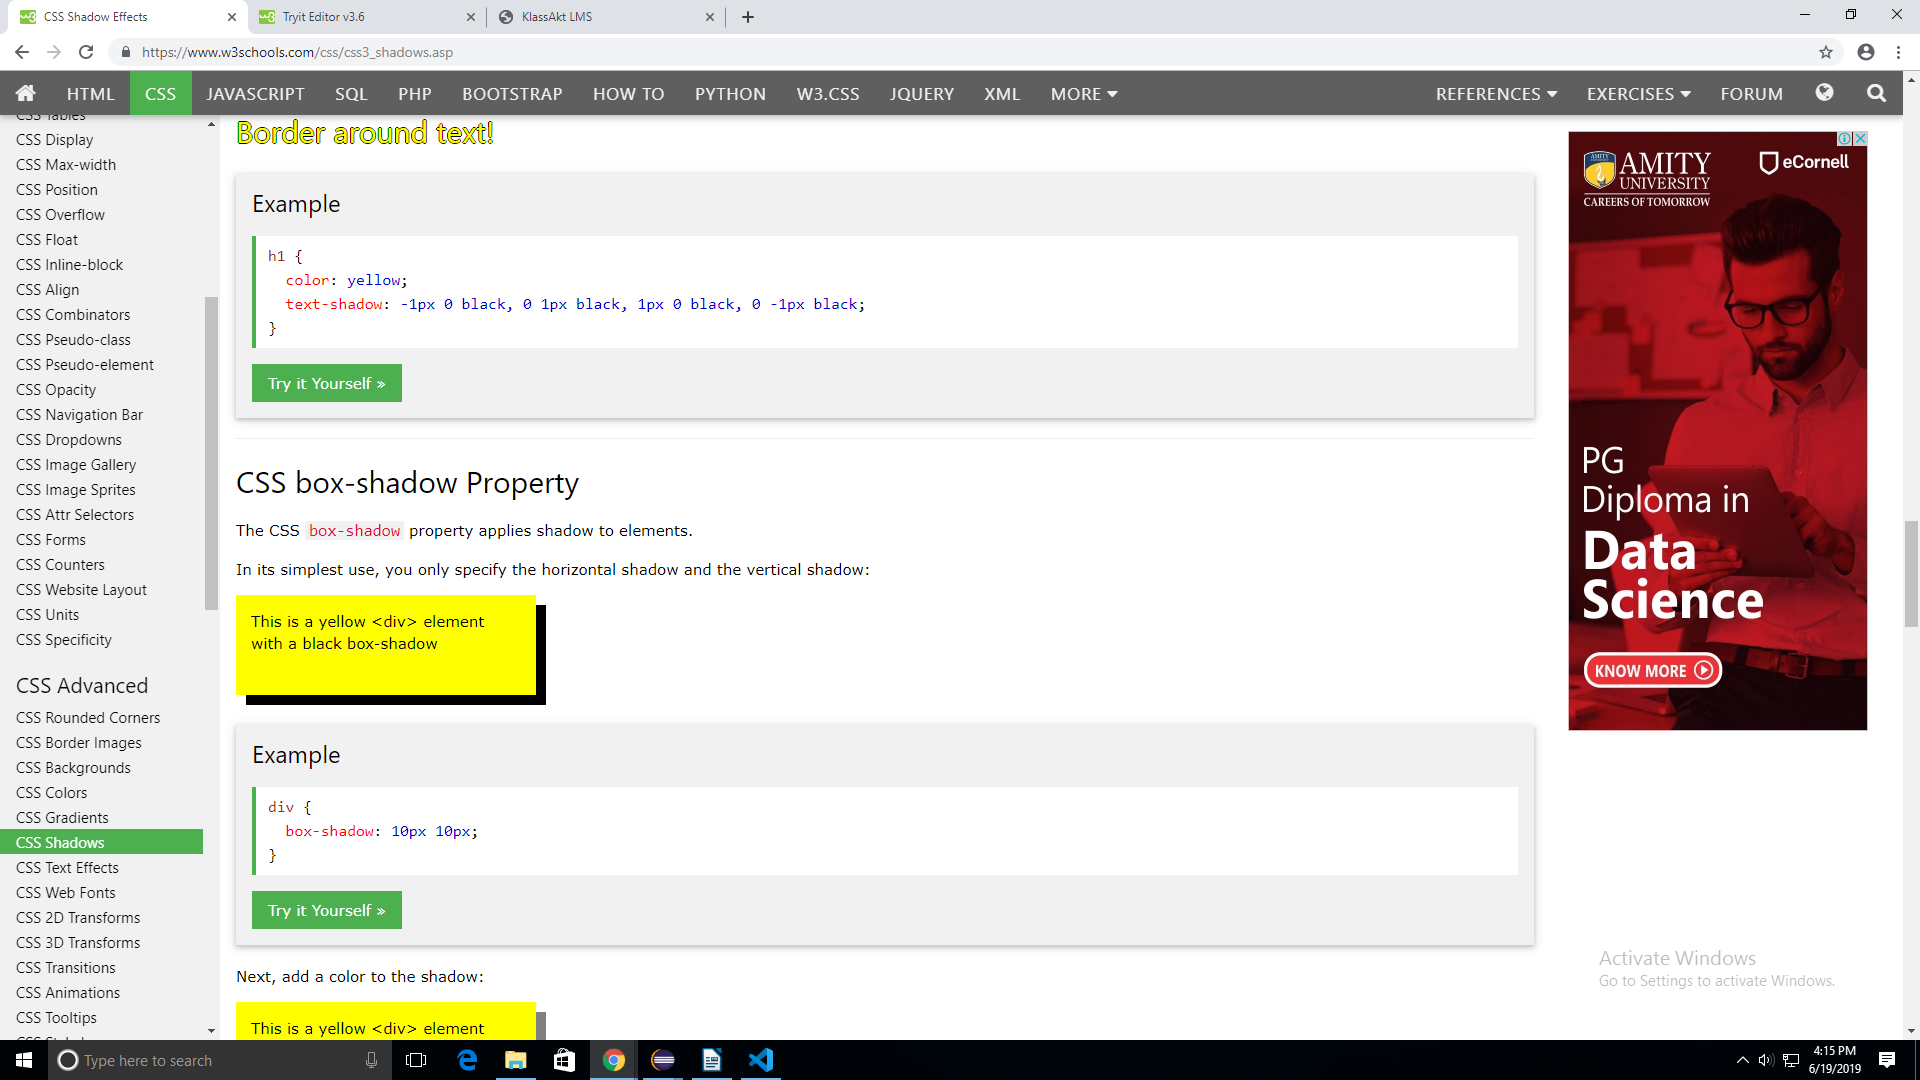 CSS Shadow Effects
Tryit Editor v3.6
KlassAkt LMS
https://www.w3schools.com/css/css3_shadows.asp
HTML
CSS
JAVASCRIPT
SQL
PHP
BOOTSTRAP
HOW TO
PYTHON
W3.CSS
JQUERY
XML
MORE
REFERENCES
EXERCISES
FORUM
CSS Tables
CSS Display
CSS Max-width
CSS Position
CSS Overflow
CSS Float
CSS Inline-block
CSS Align
CSS Combinators
CSS Pseudo-class
CSS Pseudo-element
CSS Opacity
CSS Navigation Bar
CSS Dropdowns
CSS Image Gallery
CSS Image Sprites
CSS Attr Selectors
CSS Forms
CSS Counters
CSS Website Layout
CSS Units
CSS Specificity
CSS Advanced
CSS Rounded Corners
CSS Border Images
CSS Backgrounds
CSS Colors
CSS Gradients
CSS Shadows
CSS Text Effects
CSS Web Fonts
CSS 2D Transforms
CSS 3D Transforms
CSS Transitions
CSS Animations
CSS Tooltips
Border around text!
Example
h1 {
color: yellow;
text-shadow: -1px 0 black, 0 1px black, 1px 0 black, 0 -1px black;
}
Try it Yourself »
CSS box-shadow Property
The CSS box-shadow property applies shadow to elements.
In its simplest use, you only specify the horizontal shadow and the vertical shadow:
This is a yellow <div> element
with a black box-shadow
Example
div {
box-shadow: 10px 10px;
}
Try it Yourself »
Next, add a color to the shadow:
This is a yellow <div> element
AMITY
UNIVERSITY
CAREERS OF TOMORROW
eCornell
PG
Diploma in
Data
Science
KNOW MORE
Activate Windows
Go to Settings to activate Windows.
Type here to search
4:15 PM
6/19/2019